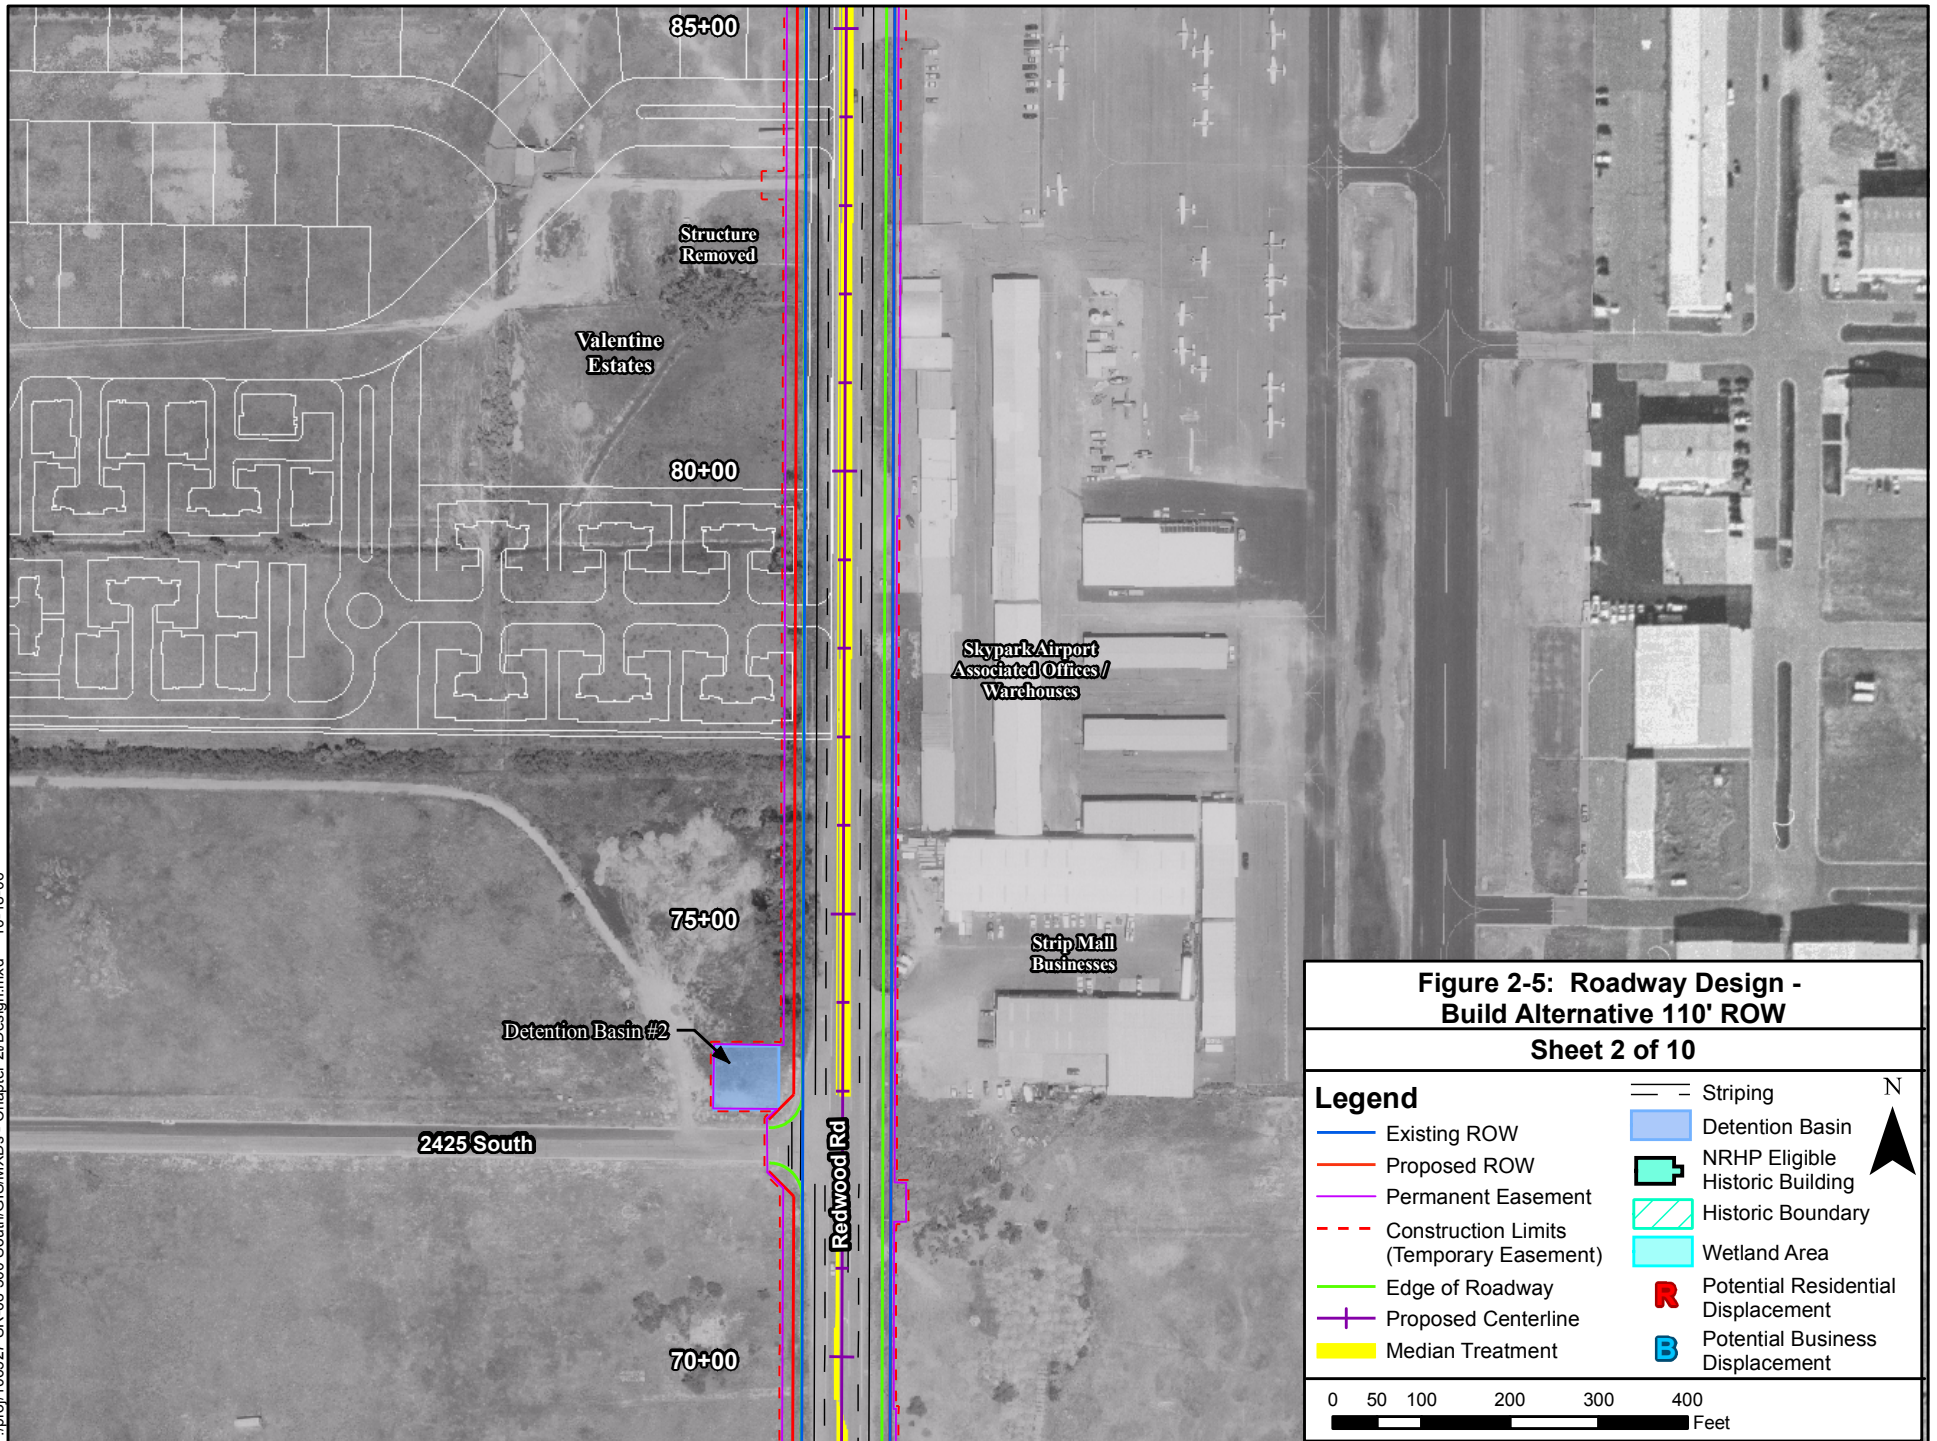 85+00
Structure
Removed
Valentine
Estates
80+00
Skypark Airport
Associated Offices /
Warehouses
75+00
Strip Mall
Businesses
Detention Basin #2
2425 South
Redwood Rd
70+00
Figure 2-5: Roadway Design -
Build Alternative 110' ROW
Sheet 2 of 10
Legend
Existing ROW
Proposed ROW
Permanent Easement
Construction Limits
(Temporary Easement)
Edge of Roadway
Proposed Centerline
Median Treatment
Striping
Detention Basin
NRHP Eligible
Historic Building
Historic Boundary
Wetland Area
R Potential Residential
Displacement
B Potential Business
Displacement
N
0 50 100 200 300 400
Feet